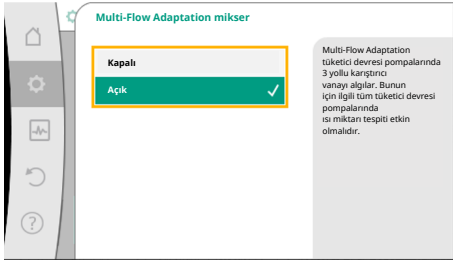 Multi-Flow Adaptation mikser
Kapalı
Açık
Multi-Flow Adaptation
tüketici devresi pompalarında
3 yollu karıştırıcı
vanayı algılar. Bunun
için ilgili tüm tüketici devresi
pompalarında
ısı miktarı tespiti etkin
olmalıdır.